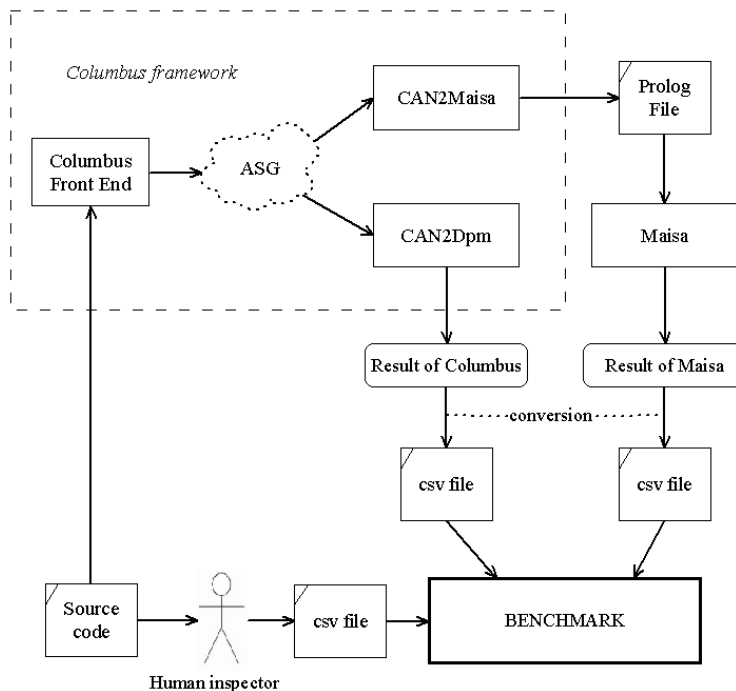 Columbus framework
CAN2Maisa
Prolog
File
Columbus
Front End
ASG
CAN2Dpm
Maisa
Result of Columbus
Result of Maisa
conversion
csv file
csv file
Source
code
csv file
BENCHMARK
Human inspector